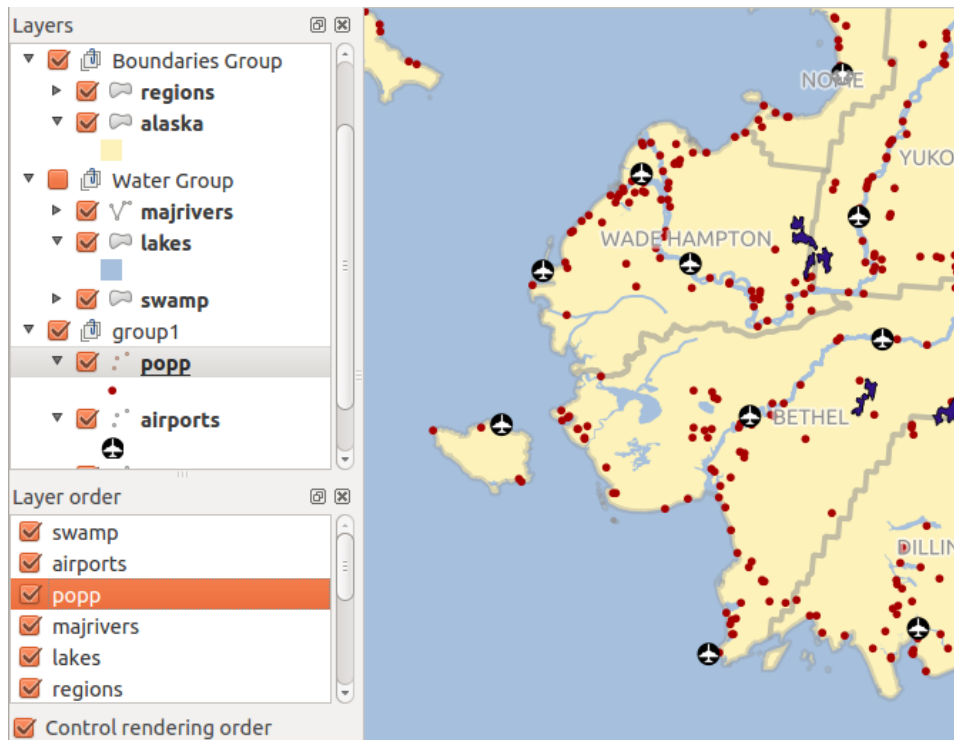 Layers
Boundaries Group
regions
alaska
Water Group
majrivers
lakes
swamp
group1
popp
airports
Layer order
swamp
airports
popp
majrivers
lakes
regions
Control rendering order
NOME
YUKO
WADE HAMPTON
BETHEL
DILLIN